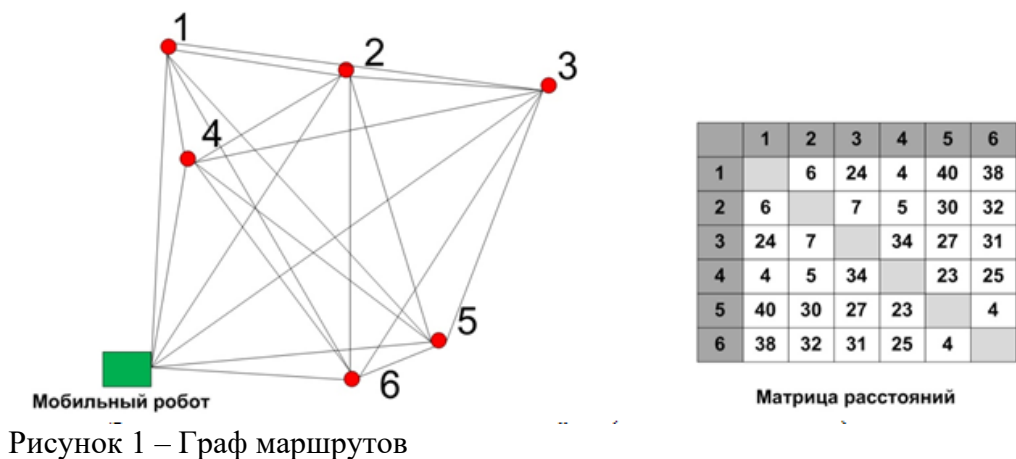 1
2
3
4
5
6
Мобильный робот
1 2 3 4 5 6
1 6 24 4 40 38
2 6 7 5 30 32
3 24 7 34 27 31
4 4 5 34 23 25
5 40 30 27 23 4
6 38 32 31 25 4
Матрица расстояний
Рисунок 1 – Граф маршрутов